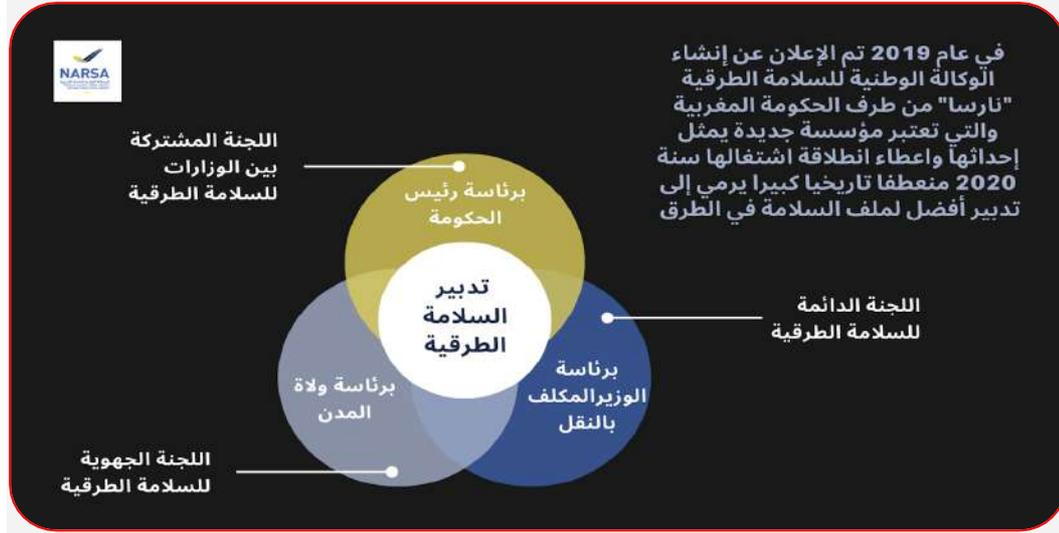 في عام 2019 تم الإعلان عن إنشاء
الوكالة الوطنية للسلامة الطرقية
"نارسا" من طرف الحكومة المغربية
والتي تعتبر مؤسسة جديدة يمثل
إحداثها واعطاء انطلاقة اشتغالها سنة
2020 منعطفا تاريخيا كبيرا يرمي إلى
تدبير أفضل لملف السلامة في الطرق
NARSA
اللجنة المشتركة
بين الوزارات
للسلامة الطرقية
برئاسة رئيس
الحكومة
تدبير
السلامة
الطرقية
اللجنة الدائمة
للسلامة الطرقية
برئاسة
الوزيرالمكلف
بالنقل
برئاسة ولاة
المدن
اللجنة الجهوية
للسلامة الطرقية